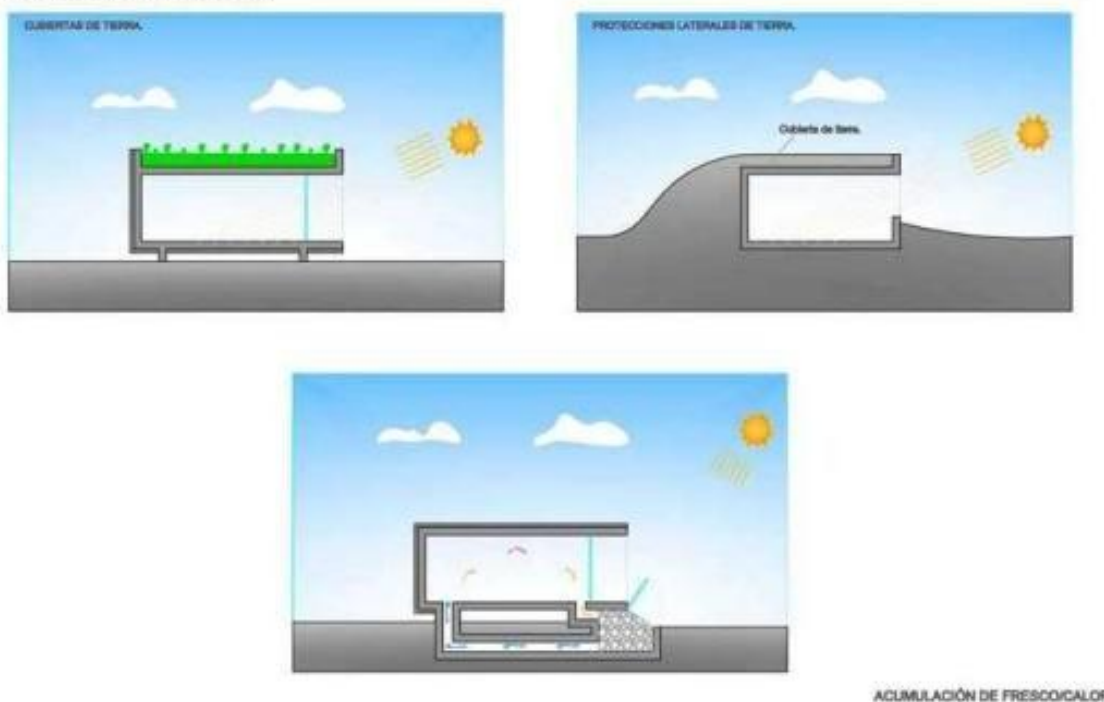 CUBIERTAS DE TIERRA.
PROTECCIONES LATERALES DE TIERRA.
Cubierta de tierra.
ACUMULACIÓN DE FRESCO/CALOR